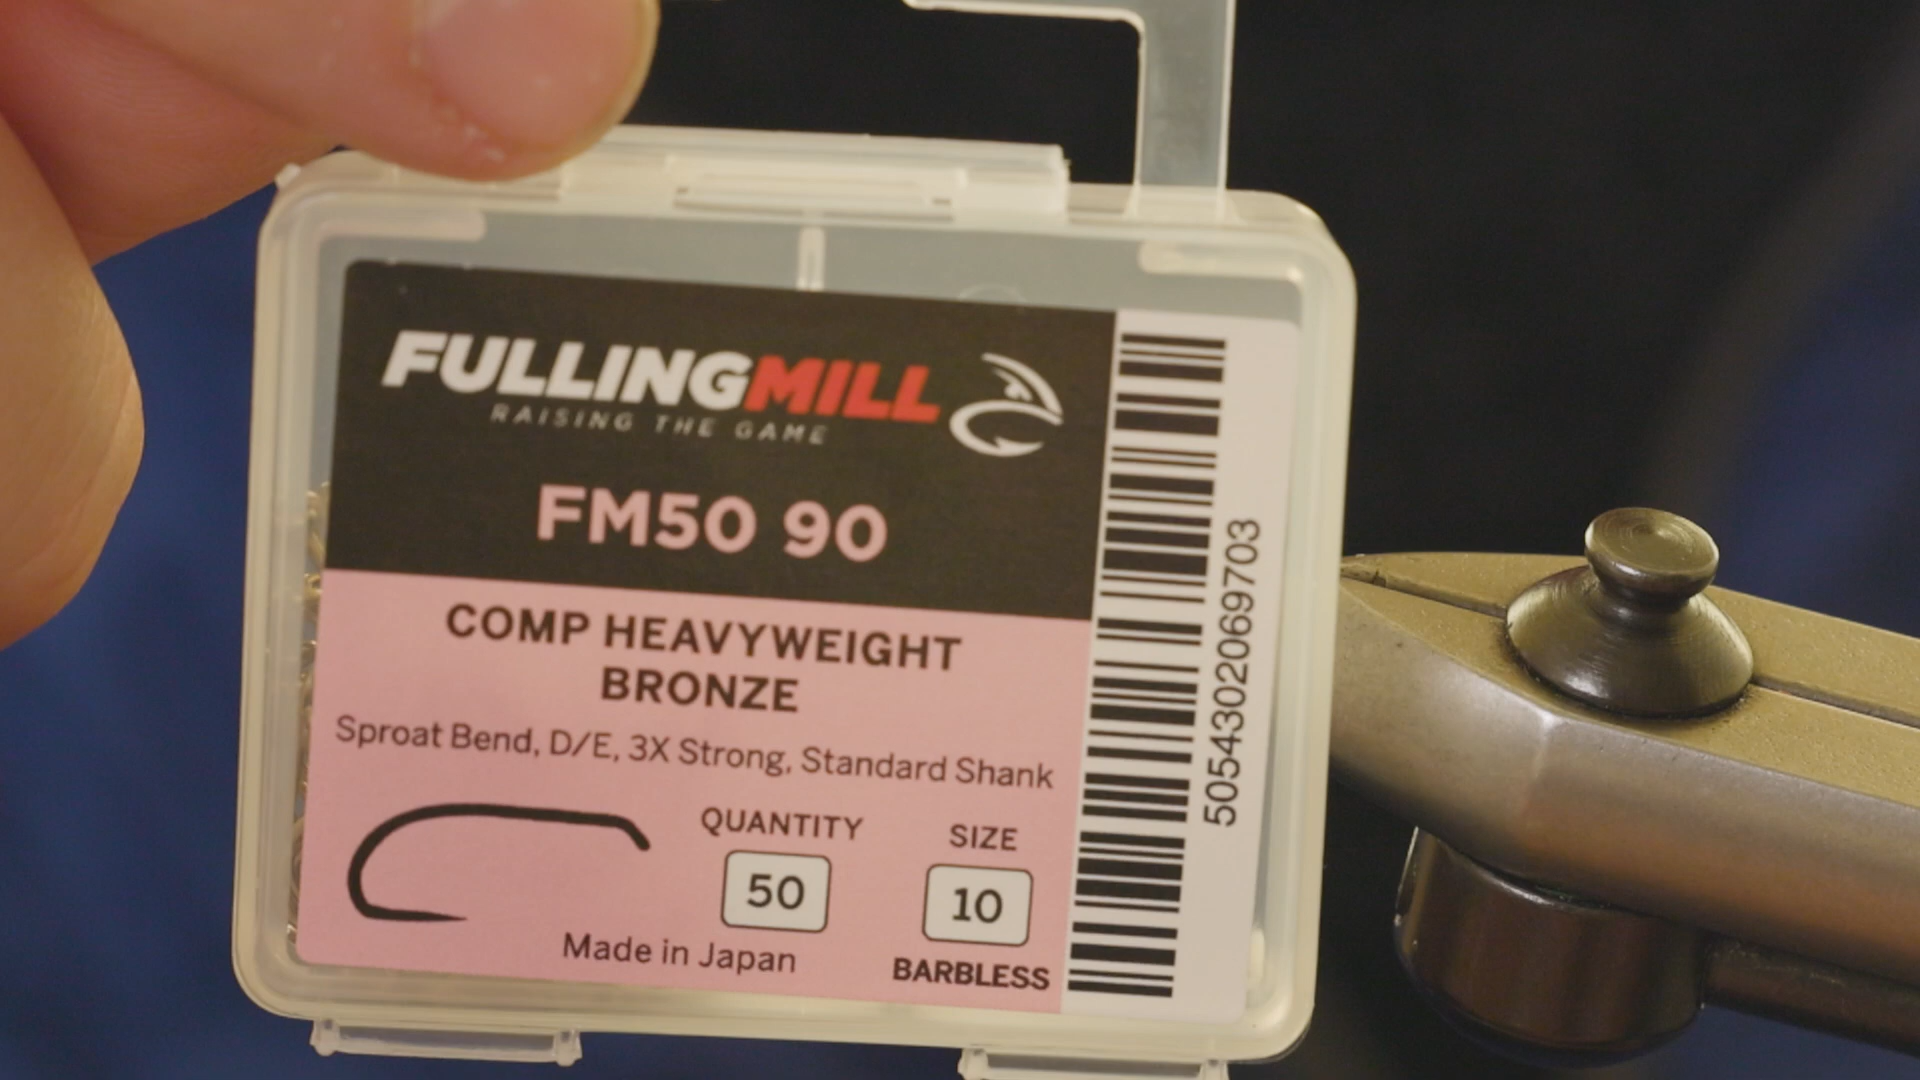 FULLINGMILL
RAISING THE GAME
FM50 90
COMP HEAVYWEIGHT
BRONZE
Sproat Bend, D/E, 3X Strong, Standard Shank
QUANTITY
50
SIZE
10
Made in Japan
BARBLESS
5054302069703